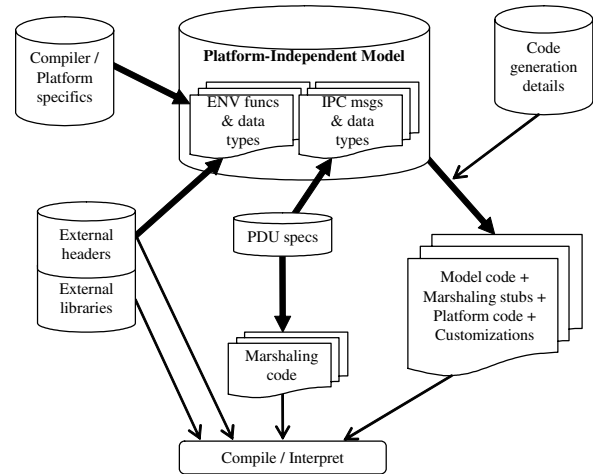 Compiler /
Platform
specifics
Platform-Independent Model
ENV funcs
& data
types
IPC msgs
& data
types
Code
generation
details
External
headers
External
libraries
PDU specs
Marshaling
code
Model code +
Marshaling stubs +
Platform code +
Customizations
Compile / Interpret